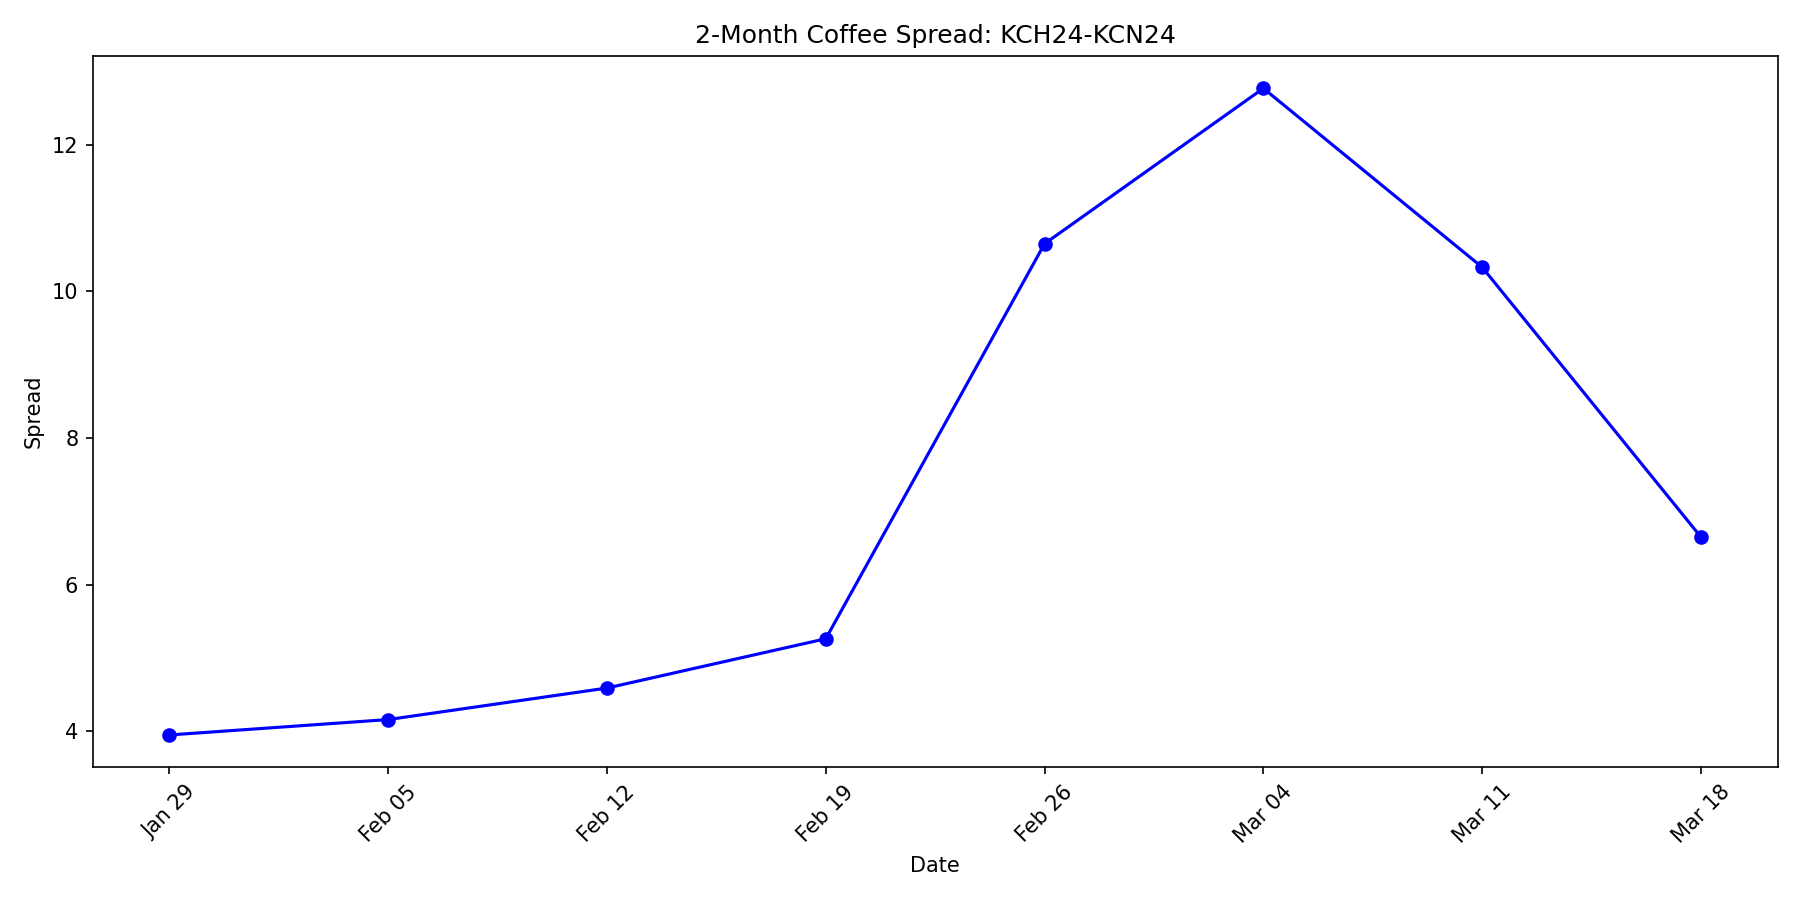 2-Month Coffee Spread: KCH24-KCN24
12
10
8
6
4
Spread
Jan 29
Feb 05
Feb 12
Feb 19
Feb 26
Mar 04
Mar 11
Mar 18
Date